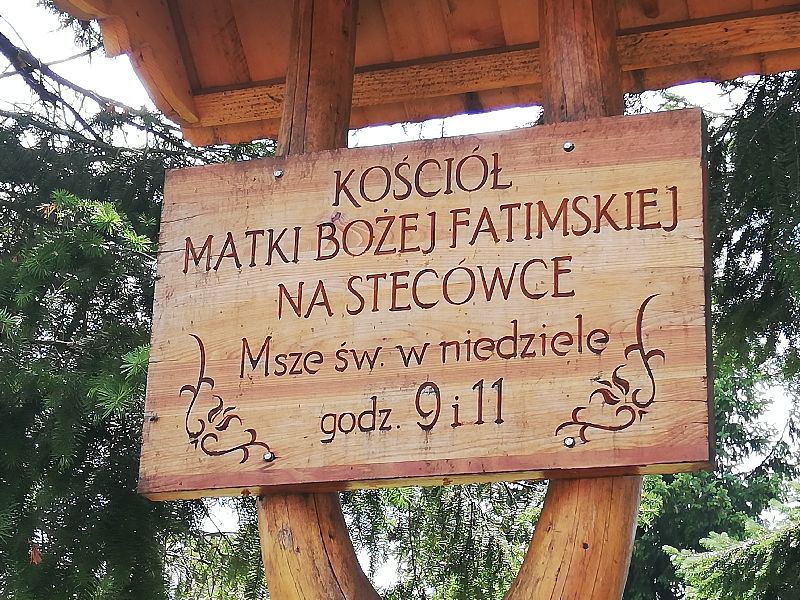 KOŚCIÓŁ
MATKI BOŻEJ FATIMSKIEJ
NA STECÓWCE
Msze św. w niedziele
godz. 9 i 11